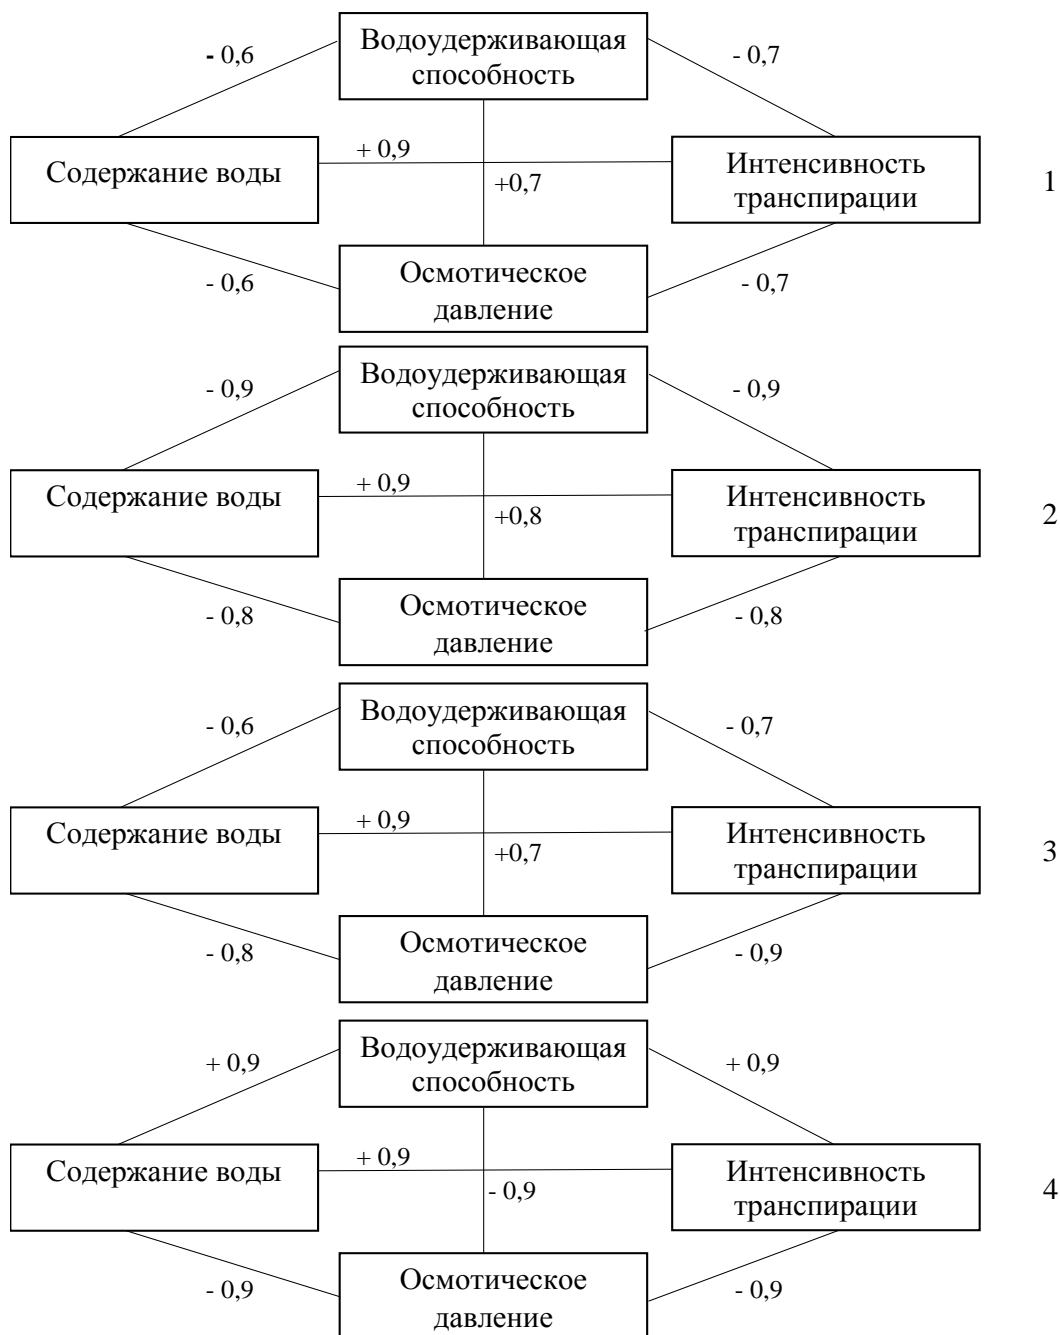 - 0,6
Водоудерживающая
способность
- 0,7
Содержание воды
+ 0,9
+0,7
Интенсивность
транспирации
1
- 0,6
Осмотическое
давление
- 0,7
- 0,9
Водоудерживающая
способность
- 0,9
Содержание воды
+ 0,9
+0,8
Интенсивность
транспирации
2
- 0,8
Осмотическое
давление
- 0,8
- 0,6
Водоудерживающая
способность
- 0,7
Содержание воды
+ 0,9
+0,7
Интенсивность
транспирации
3
- 0,8
Осмотическое
давление
- 0,9
+ 0,9
Водоудерживающая
способность
+ 0,9
Содержание воды
+ 0,9
- 0,9
Интенсивность
транспирации
4
- 0,9
Осмотическое
давление
- 0,9